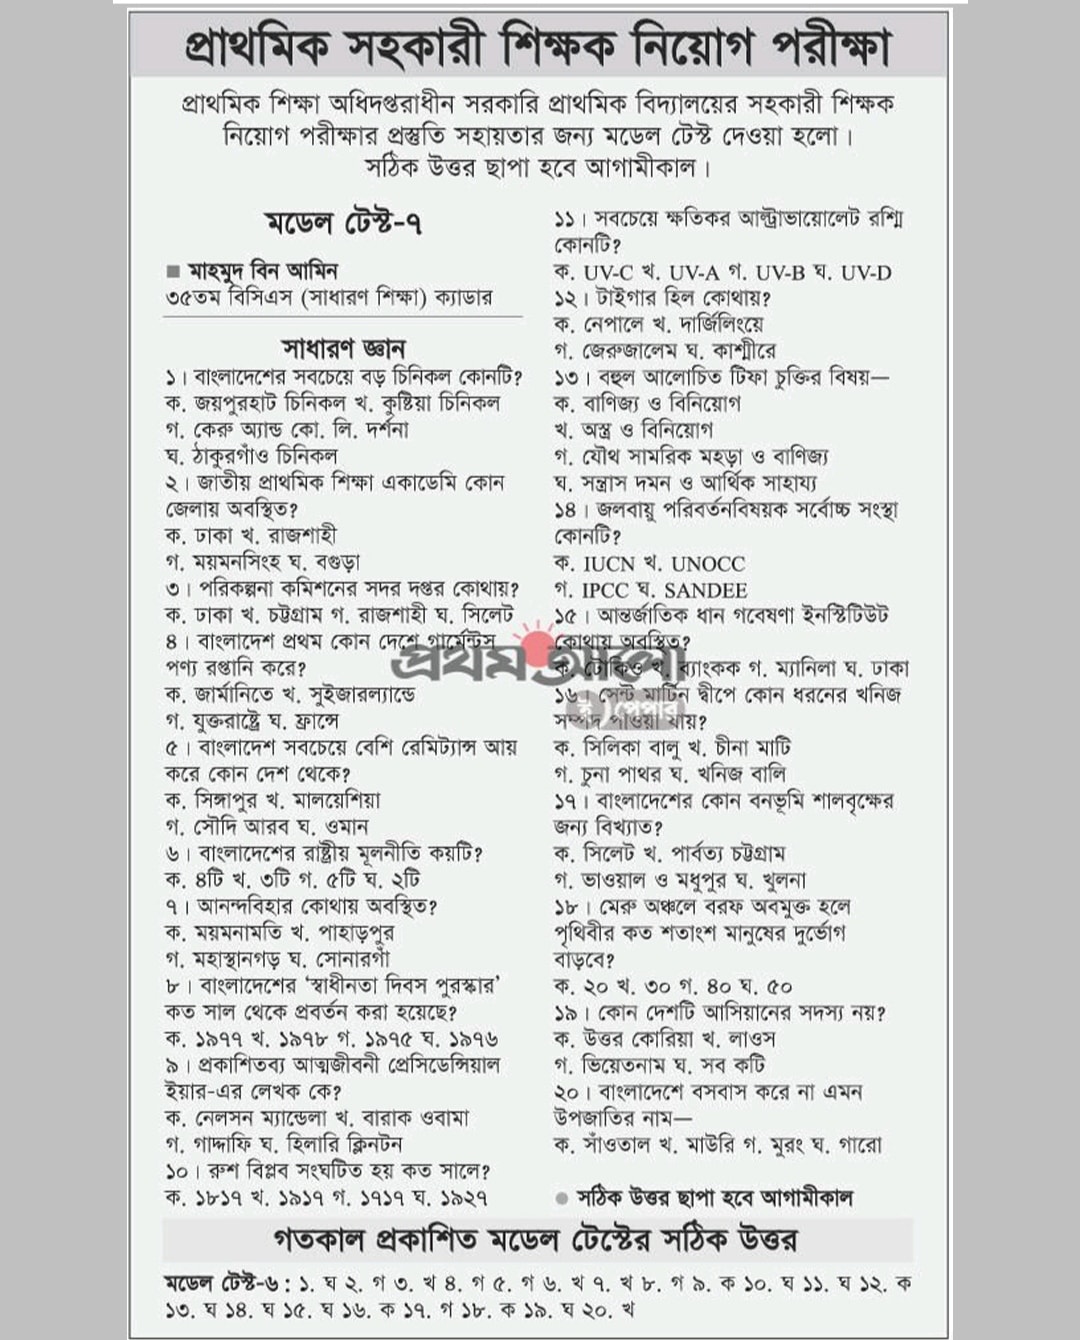 প্রাথমিক সহকারী শিক্ষক নিয়োগ পরীক্ষা
প্রাথমিক শিক্ষা অধিদপ্তরাধীন সরকারি প্রাথমিক বিদ্যালয়ের সহকারী শিক্ষক
নিয়োগ পরীক্ষার প্রস্তুতি সহায়তার জন্য মডেল টেস্ট দেওয়া হলো।
সঠিক উত্তর ছাপা হবে আগামীকাল।
মডেল টেস্ট-৭
■ মাহমুদ বিন আমিন
৩৫তম বিসিএস (সাধারণ শিক্ষা) ক্যাডার
সাধারণ জ্ঞান
১। বাংলাদেশের সবচেয়ে বড় চিনিকল কোনটি?
ক. জয়পুরহাট চিনিকল খ. কুষ্টিয়া চিনিকল
গ. কেরু অ্যান্ড কো. লি. দর্শনা
ঘ. ঠাকুরগাঁও চিনিকল
২। জাতীয় প্রাথমিক শিক্ষা একাডেমি কোন
জেলায় অবস্থিত?
ক. ঢাকা খ. রাজশাহী
গ. ময়মনসিংহ ঘ. বগুড়া
৩। পরিকল্পনা কমিশনের সদর দপ্তর কোথায়?
ক. ঢাকা খ. চট্টগ্রাম গ. রাজশাহী ঘ. সিলেট
৪। বাংলাদেশ প্রথম কোন দেশে গার্মেন্টস
পণ্য রপ্তানি করে?
ক. জার্মানিতে খ. সুইজারল্যান্ডে
গ. যুক্তরাষ্ট্রে ঘ. ফ্রান্সে
৫। বাংলাদেশ সবচেয়ে বেশি রেমিট্যান্স আয়
করে কোন দেশ থেকে?
ক. সিঙ্গাপুর খ. মালয়েশিয়া
গ. সৌদি আরব ঘ. ওমান
৬। বাংলাদেশের রাষ্ট্রীয় মূলনীতি কয়টি?
ক. ৪টি খ. ৩টি গ. ৫টি ঘ. ২টি
৭। আনন্দবিহার কোথায় অবস্থিত?
ক. ময়নামতি খ. পাহাড়পুর
গ. মহাস্থানগড় ঘ. সোনারগাঁ
৮। বাংলাদেশের ‘স্বাধীনতা দিবস পুরস্কার’
কত সাল থেকে প্রবর্তন করা হয়েছে?
ক. ১৯৭৭ খ. ১৯৭৮ গ. ১৯৭৫ ঘ. ১৯৭৬
৯। প্রকাশিতব্য আত্মজীবনী প্রেসিডেন্সিয়াল
ইয়ার-এর লেখক কে?
ক. নেলসন ম্যান্ডেলা খ. বারাক ওবামা
গ. গাদ্দাফি ঘ. হিলারি ক্লিনটন
১০। রুশ বিপ্লব সংঘটিত হয় কত সালে?
ক. ১৮১৭ খ. ১৯১৭ গ. ১৭১৭ ঘ. ১৯২৭
১১। সবচেয়ে ক্ষতিকর আল্ট্রাভায়োলেট রশ্মি
কোনটি?
ক. UV-C খ. UV-A গ. UV-B ঘ. UV-D
১২। টাইগার হিল কোথায়?
ক. নেপালে খ. দার্জিলিংয়ে
গ. জেরুজালেম ঘ. কাশ্মীরে
১৩। বহুল আলোচিত টিফা চুক্তির বিষয়—
ক. বাণিজ্য ও বিনিয়োগ
খ. অস্ত্র ও বিনিয়োগ
গ. যৌথ সামরিক মহড়া ও বাণিজ্য
ঘ. সন্ত্রাস দমন ও আর্থিক সাহায্য
১৪। জলবায়ু পরিবর্তনবিষয়ক সর্বোচ্চ সংস্থা
কোনটি?
ক. IUCN খ. UNOCC
গ. IPCC ঘ. SANDEE
১৫। আন্তর্জাতিক ধান গবেষণা ইনস্টিটিউট
কোথায় অবস্থিত?
ক. টোকিও খ. ব্যাংকক গ. ম্যানিলা ঘ. ঢাকা
১৬। সেন্ট মার্টিন দ্বীপে কোন ধরনের খনিজ
সম্পদ পাওয়া যায়?
ক. সিলিকা বালু খ. চীনা মাটি
গ. চুনা পাথর ঘ. খনিজ বালি
১৭। বাংলাদেশের কোন বনভূমি শালবৃক্ষের
জন্য বিখ্যাত?
ক. সিলেট খ. পার্বত্য চট্টগ্রাম
গ. ভাওয়াল ও মধুপুর ঘ. খুলনা
১৮। মেরু অঞ্চলে বরফ অবমুক্ত হলে
পৃথিবীর কত শতাংশ মানুষের দুর্ভোগ
বাড়বে?
ক. ২০ খ. ৩০ গ. ৪০ ঘ. ৫০
১৯। কোন দেশটি আসিয়ানের সদস্য নয়?
ক. উত্তর কোরিয়া খ. লাওস
গ. ভিয়েতনাম ঘ. সব কটি
২০। বাংলাদেশে বসবাস করে না এমন
উপজাতির নাম—
ক. সাঁওতাল খ. মাউরি গ. মুরং ঘ. গারো
● সঠিক উত্তর ছাপা হবে আগামীকাল
প্রথম আলো
ই পেপার
গতকাল প্রকাশিত মডেল টেস্টের সঠিক উত্তর
মডেল টেস্ট-৬ : ১. ঘ ২. গ ৩. খ ৪. গ ৫. গ ৬. খ ৭. খ ৮. গ ৯. ক ১০. ঘ ১১. ঘ ১২. ক
১৩. ঘ ১৪. ঘ ১৫. ঘ ১৬. ক ১৭. গ ১৮. ক ১৯. ঘ ২০. খ